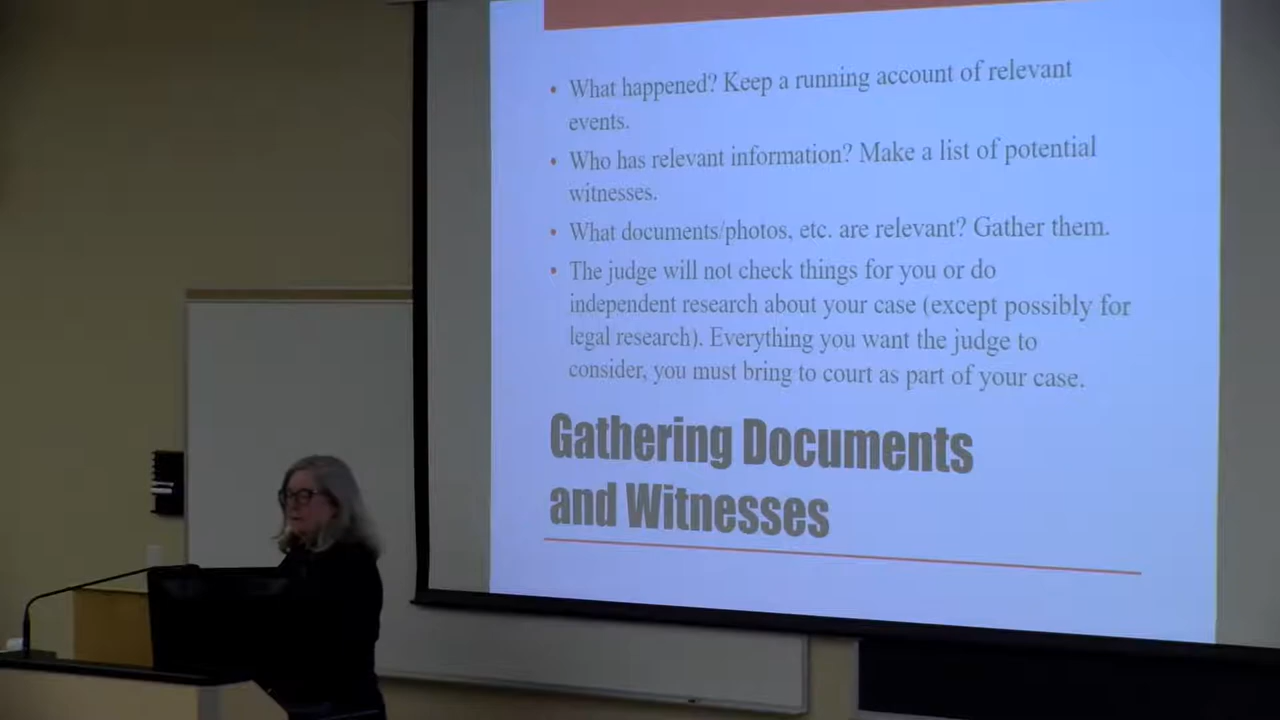 • What happened? Keep a running account of relevant
events.
• Who has relevant information? Make a list of potential
witnesses.
• What documents/photos, etc. are relevant? Gather them.
• The judge will not check things for you or do
independent research about your case (except possibly for
legal research). Everything you want the judge to
consider, you must bring to court as part of your case.
Gathering Documents
and Witnesses